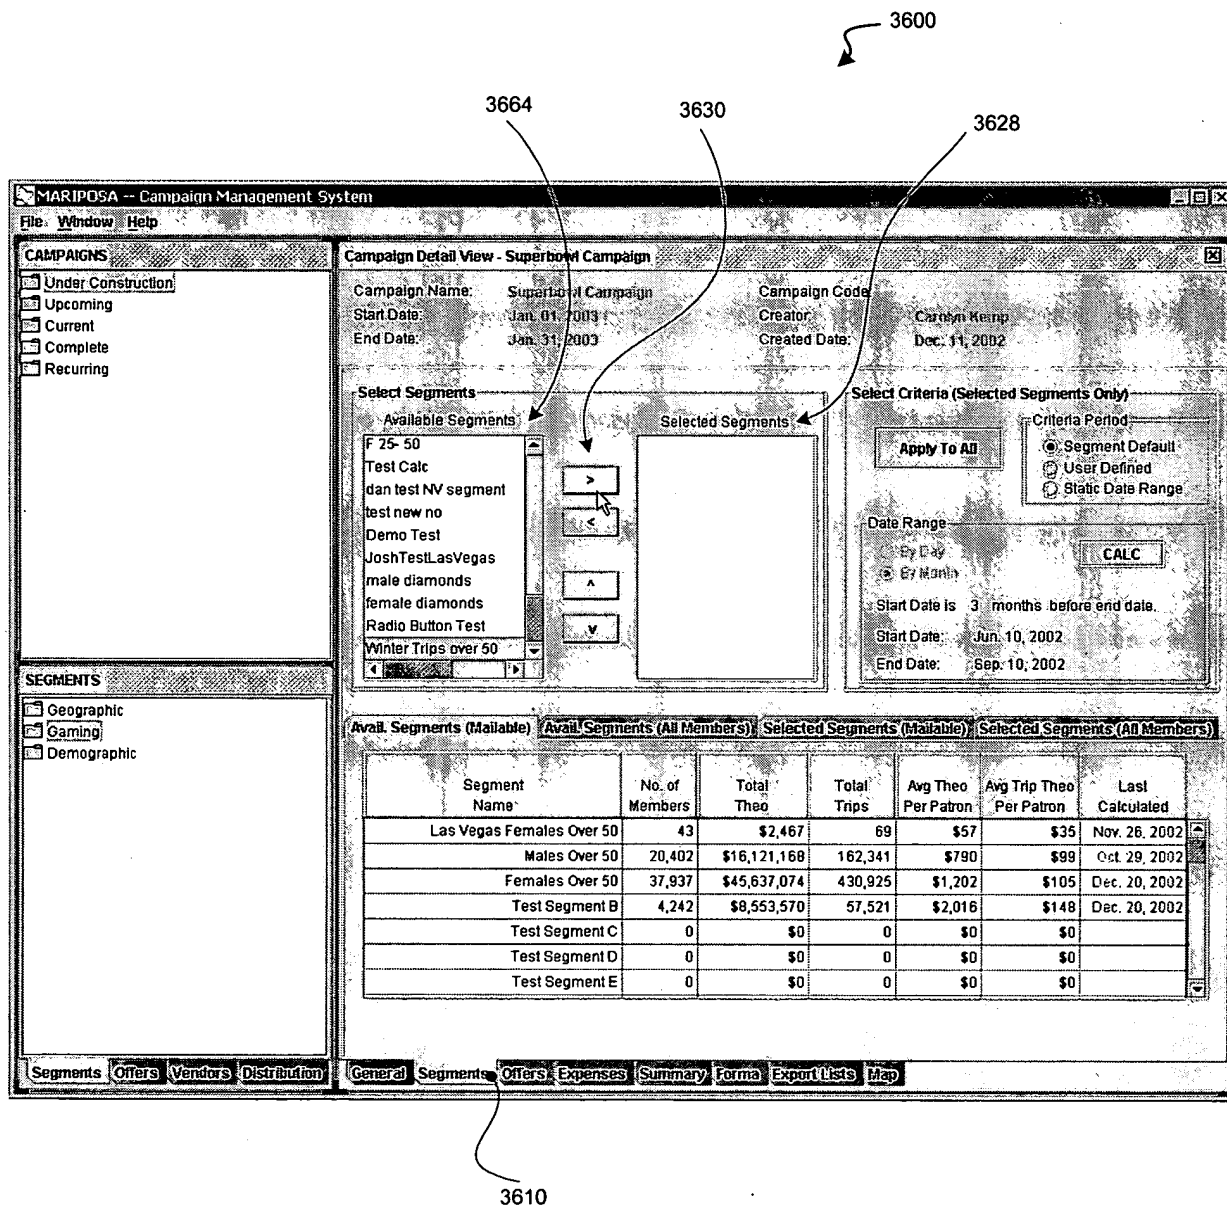 3600
3664 3630 3628
MARIPOSA -- Campaign Management System
File Window Help
CAMPAIGNS
Under Construction
Upcoming
Current
Complete
Recurring
SEGMENTS
Geographic
Gaming
Demographic
Segments Offers Vendors Distribution
Campaign Detail View - Superbowl Campaign
Campaign Name: Superbowl Campaign Campaign Code
Start Date: Jan. 01, 2003 Creator: Carolyn Kemp
End Date: Jan. 31, 2003 Created Date: Dec. 11, 2002
Select Segments
Available Segments
F 25- 50
Test Calc
dan test NV segment
test new no
Demo Test
JoshTestLasVegas
male diamonds
female diamonds
Radio Button Test
Winter Trips over 50
>
<
^
v
Selected Segments
Select Criteria (Selected Segments Only)
Apply To All
Criteria Period
Segment Default
User Defined
Static Date Range
Date Range
By Day
By Month
CALC
Start Date is 3 months before end date.
Start Date: Jun. 10, 2002
End Date: Sep. 10, 2002
Avail. Segments (Mailable) Avail. Segments (All Members) Selected Segments (Mailable) Selected Segments (All Members)
Segment Name No. of Members Total Theo Total Trips Avg Theo Per Patron Avg Trip Theo Per Patron Last Calculated
Las Vegas Females Over 50 43 $2,467 69 $57 $35 Nov. 26, 2002
Males Over 50 20,402 $16,121,168 162,341 $790 $99 Oct. 29, 2002
Females Over 50 37,937 $45,637,074 430,925 $1,202 $105 Dec. 20, 2002
Test Segment B 4,242 $8,553,570 57,521 $2,016 $148 Dec. 20, 2002
Test Segment C 0 $0 0 $0 $0
Test Segment D 0 $0 0 $0 $0
Test Segment E 0 $0 0 $0 $0
General Segments Offers Expenses Summary Forma Export Lists Map
3610